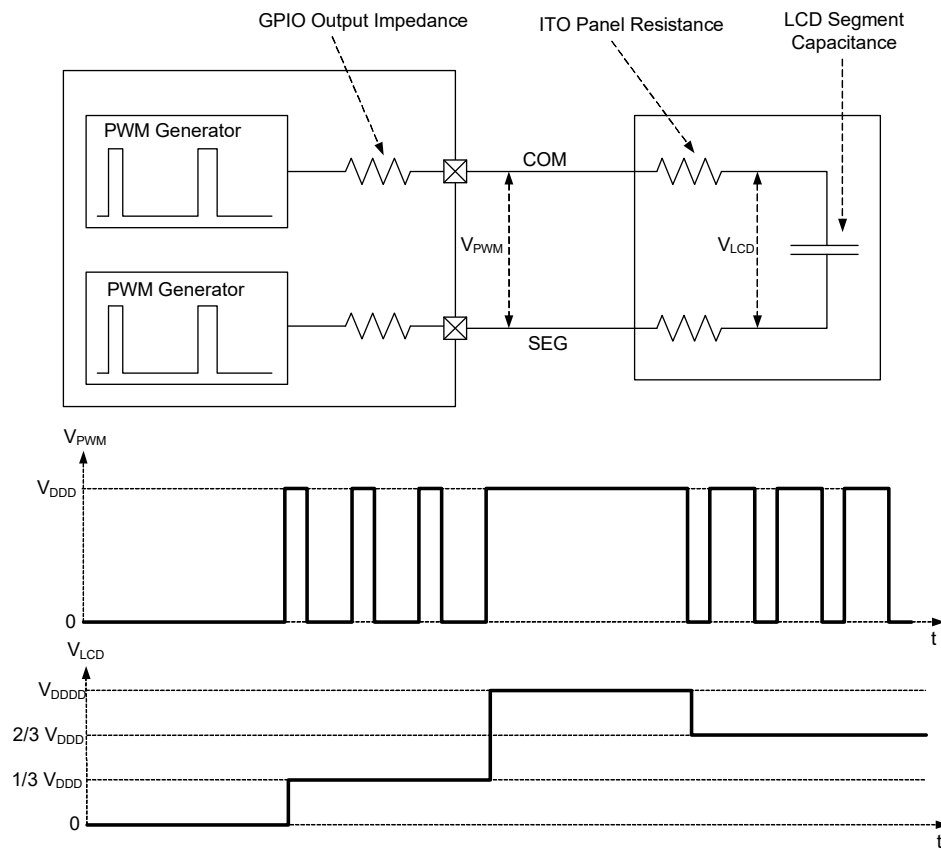 GPIO Output Impedance
ITO Panel Resistance
LCD Segment
Capacitance
PWM Generator
COM
VPWM
VLCD
PWM Generator
SEG
VPWM
VDDD
0
t
VLCD
VDDDD
2/3 VDDD
1/3 VDDD
0
t